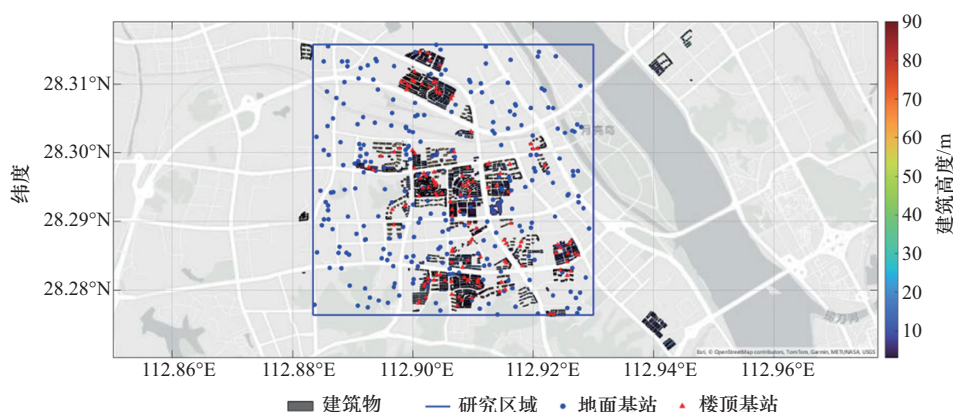 90
80
70
60
50
40
30
20
10
建筑高度/m
纬度
28.31°N
28.30°N
28.29°N
28.28°N
月亮岛
Esri, © OpenStreetMap contributors, TomTom, Garmin, METI/NASA, USGS
112.86°E 112.88°E 112.90°E 112.92°E 112.94°E 112.96°E
建筑物 研究区域 地面基站 楼顶基站